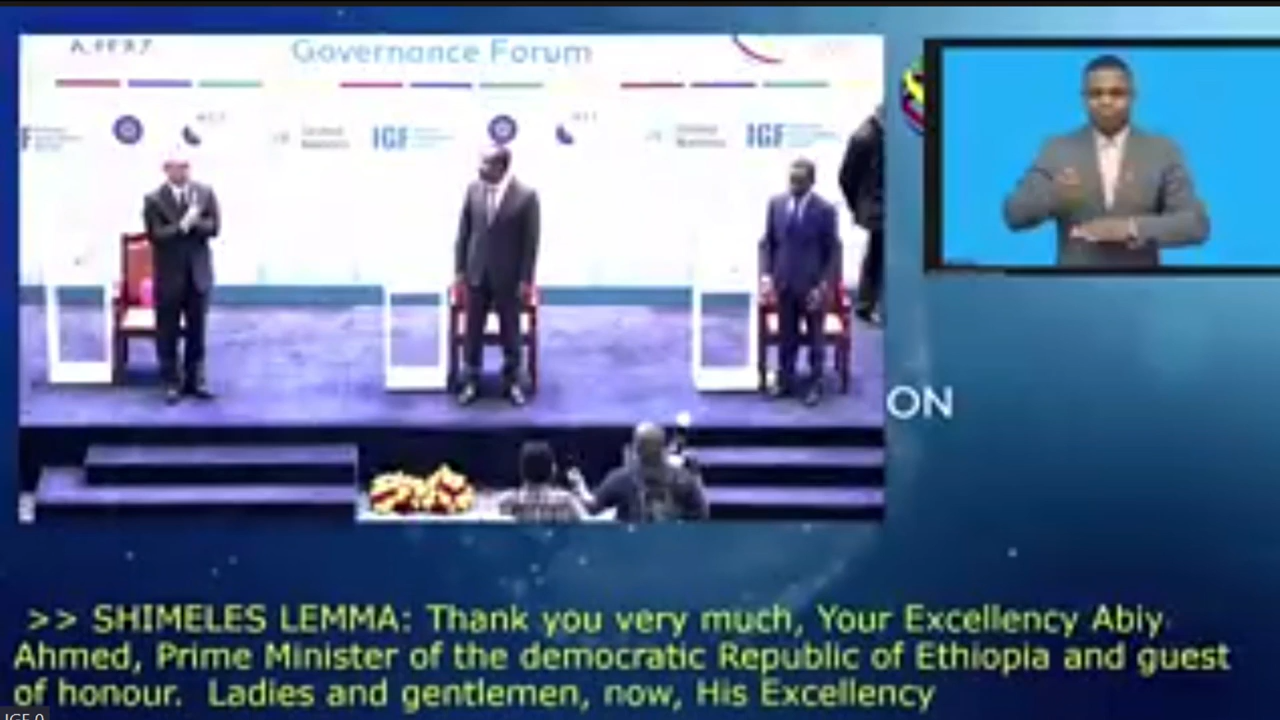 Governance Forum
IGF
IGF
ON
>> SHIMELES LEMMA: Thank you very much, Your Excellency Abiy
Ahmed, Prime Minister of the democratic Republic of Ethiopia and guest
of honour.  Ladies and gentlemen, now, His Excellency